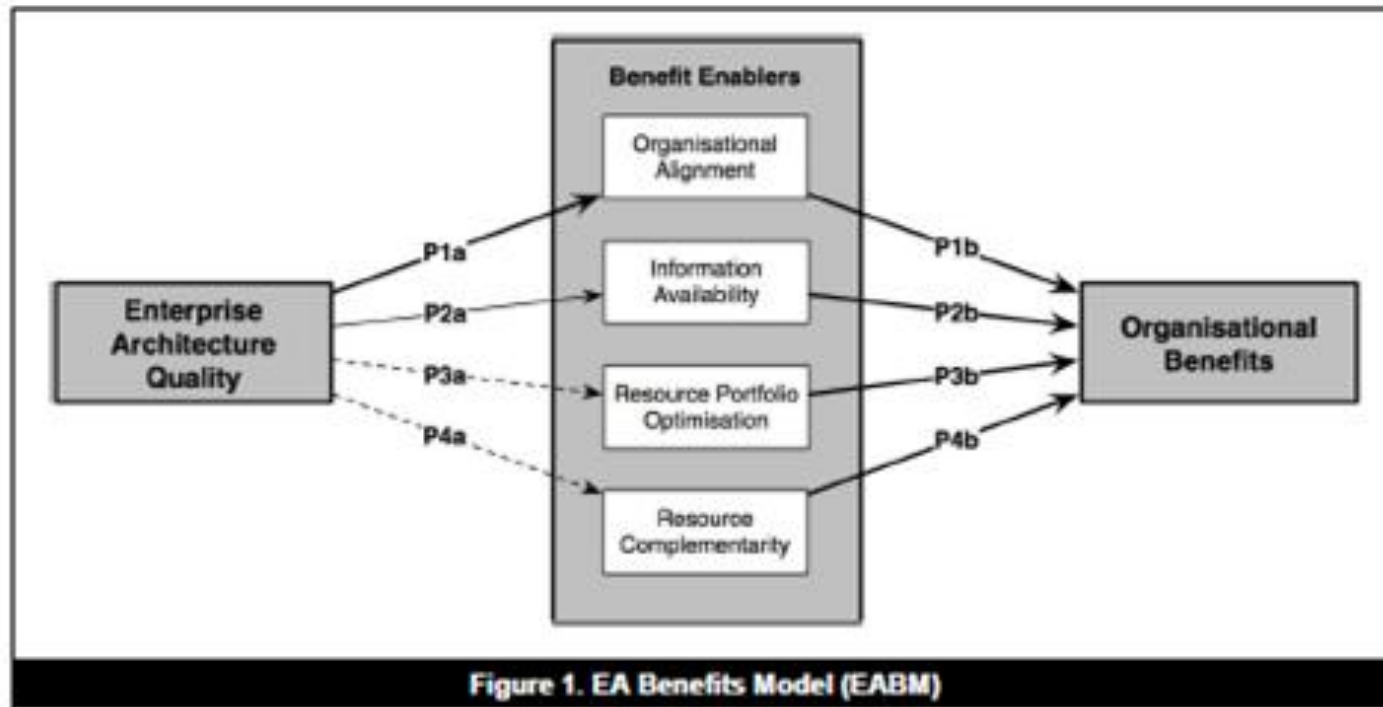 Benefit Enablers
Organisational
Alignment
P1a
P1b
Information
Availability
Enterprise
Architecture
Quality
P2a
P2b
Organisational
Benefits
P3a
P3b
Resource Portfolio
Optimisation
P4a
P4b
Resource
Complementarity
Figure 1. EA Benefits Model (EABM)